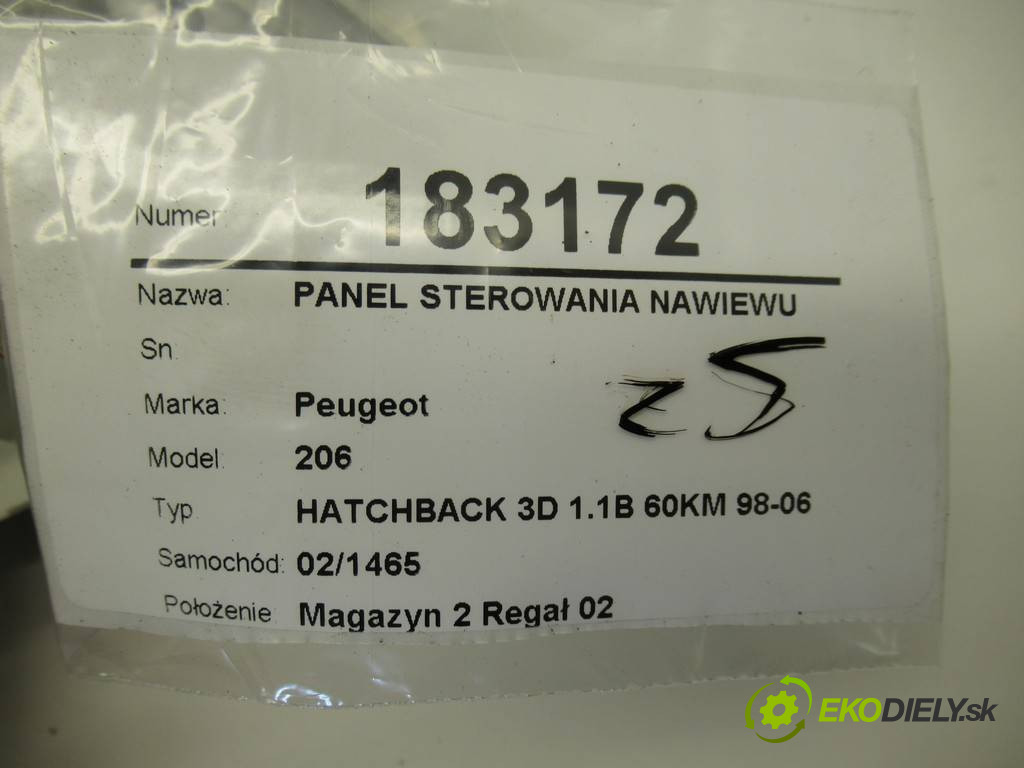 Numer: 183172
Nazwa: PANEL STEROWANIA NAWIEWU
Sn:
25
Marka: Peugeot
Model: 206
Typ HATCHBACK 3D 1.1B 60KM 98-06
Samochód: 02/1465
Położenie Magazyn 2 Regał 02
EKODIELY.sk